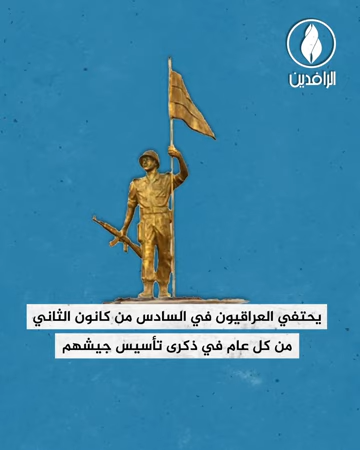 الرافدين
يحتفي العراقيون في السادس من كانون الثاني
من كل عام في ذكرى تأسيس جيشهم